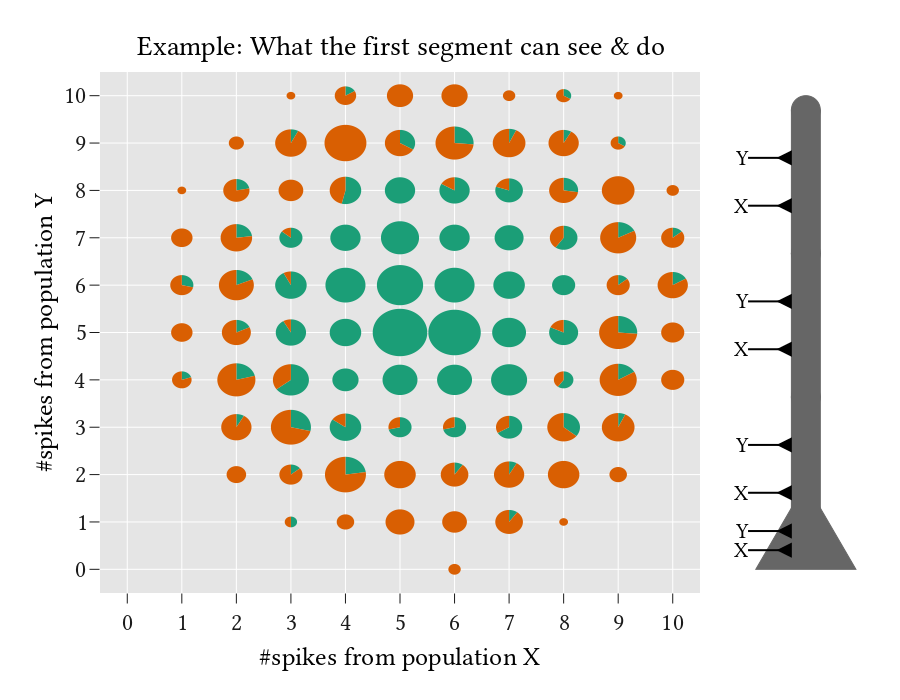 Example: What the first segment can see & do
#spikes from population Y
10
9
8
7
6
5
4
3
2
1
0
0 1 2 3 4 5 6 7 8 9 10
#spikes from population X
Y
X
Y
X
Y
X
Y
X